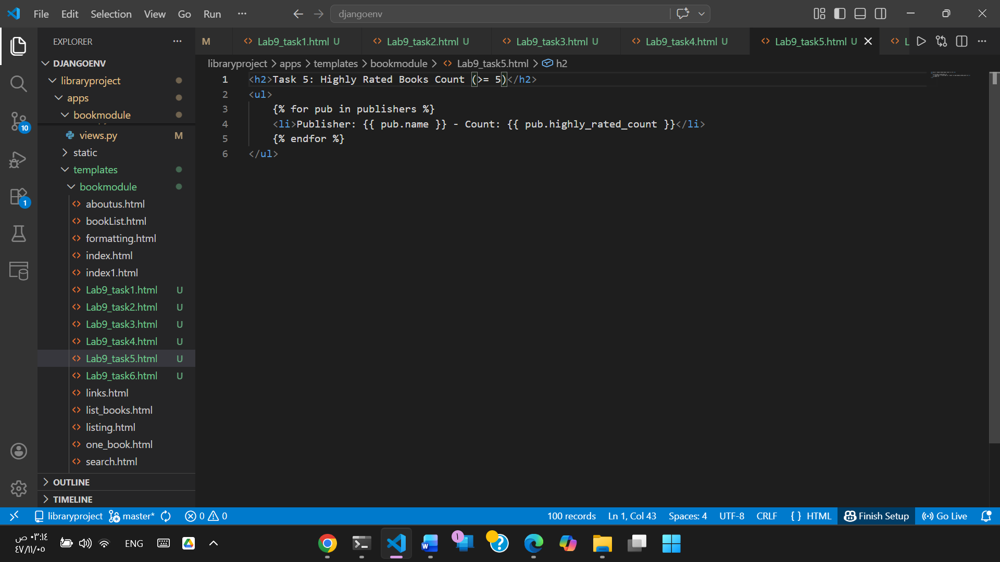 File Edit Selection View Go Run ···
djangoenv
EXPLORER ···
M
Lab9_task1.html U
Lab9_task2.html U
Lab9_task3.html U
Lab9_task4.html U
Lab9_task5.html U
L
DJANGOENV
libraryproject
apps
bookmodule
views.py M
static
templates
bookmodule
aboutus.html
bookList.html
formatting.html
index.html
index1.html
Lab9_task1.html U
Lab9_task2.html U
Lab9_task3.html U
Lab9_task4.html U
Lab9_task5.html U
Lab9_task6.html U
links.html
list_books.html
listing.html
one_book.html
search.html
OUTLINE
TIMELINE
10
1
libraryproject > apps > templates > bookmodule > Lab9_task5.html > h2
1 <h2>Task 5: Highly Rated Books Count (>= 5)</h2>
2 <ul>
3 {% for pub in publishers %}
4 <li>Publisher: {{ pub.name }} - Count: {{ pub.highly_rated_count }}</li>
5 {% endfor %}
6 </ul>
libraryproject master* 0 0
100 records Ln 1, Col 43 Spaces: 4 UTF-8 CRLF { } HTML Finish Setup Go Live
٠٣:١٤ ص
٤٧/١١/٠٥
ENG
١